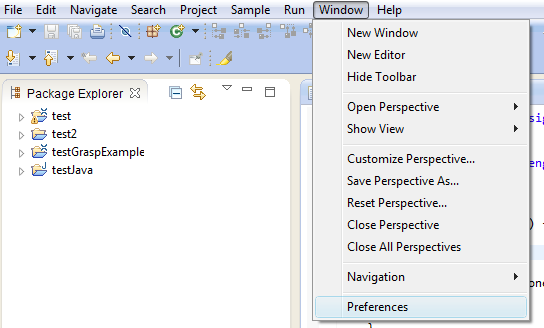 File Edit Navigate Search Project Sample Run Window Help
New Window
New Editor
Hide Toolbar
Open Perspective
Show View
Customize Perspective...
Save Perspective As...
Reset Perspective...
Close Perspective
Close All Perspectives
Navigation
Preferences
Package Explorer
test
test2
testGraspExample
testJava